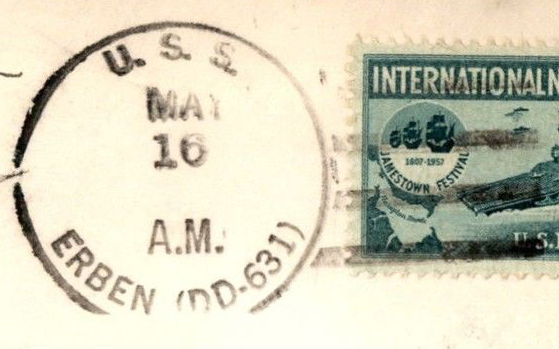 U. S. S.
MAY
16
A.M.
ERBEN (DD-631)
INTERNATIONAL N
1607-1957
JAMESTOWN FESTIVAL
U.S.